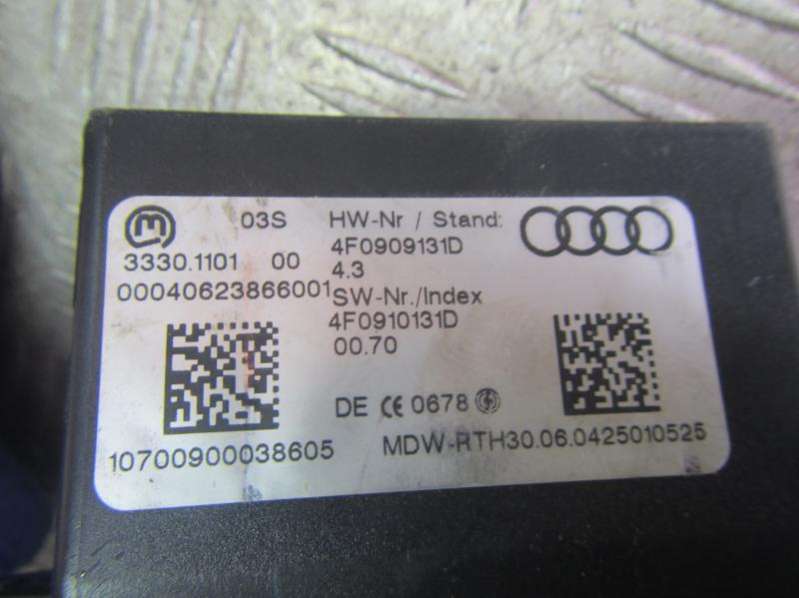 m 03S
3330.1101 00
00040623866001
HW-Nr / Stand:
4F0909131D
4.3
SW-Nr./Index
4F0910131D
00.70
DE CE 0678
10700900038605
MDW-RTH30.06.0425010525